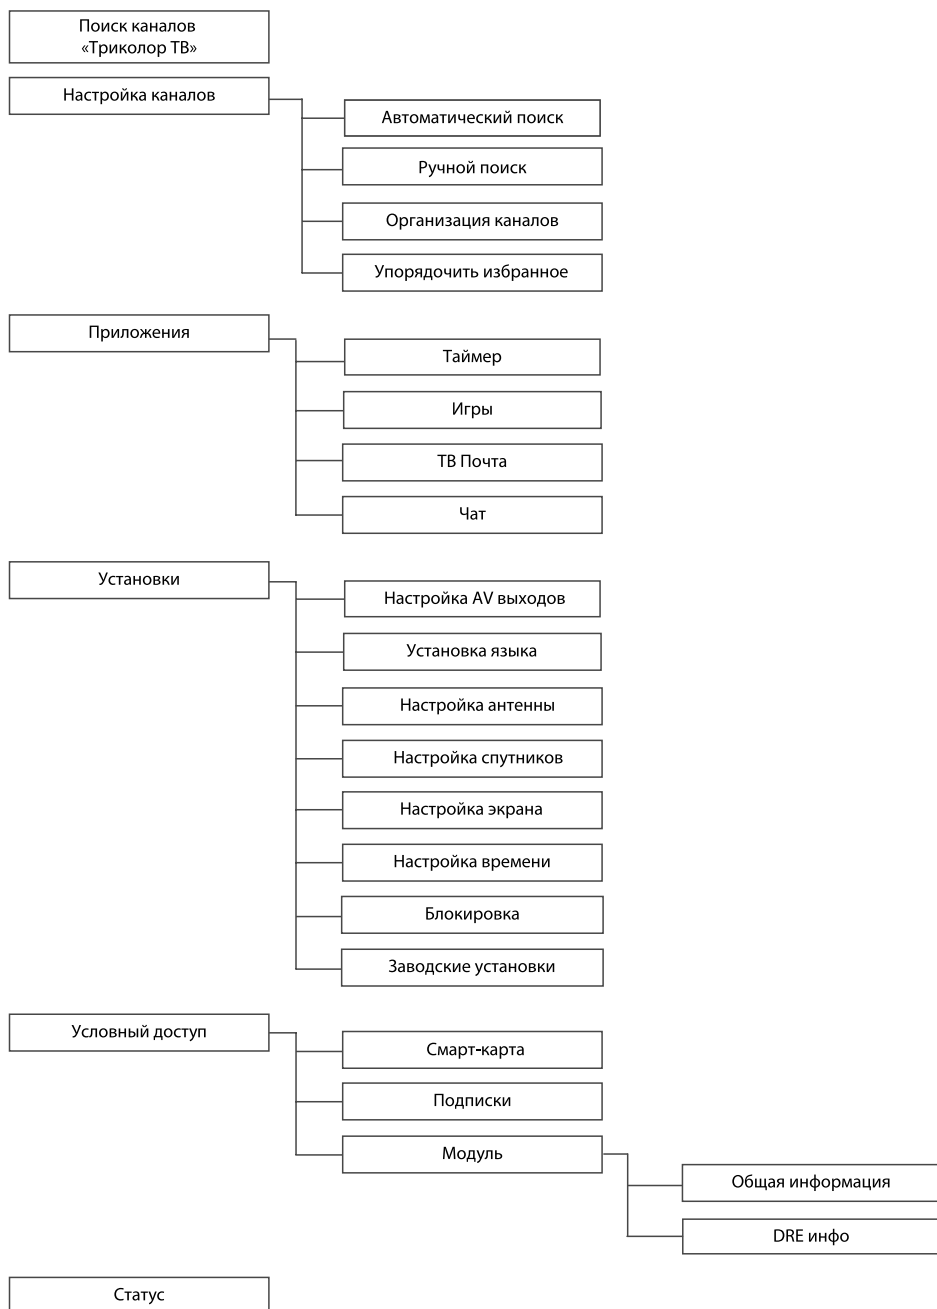 Поиск каналов
«Триколор ТВ»
Настройка каналов
Автоматический поиск
Ручной поиск
Организация каналов
Упорядочить избранное
Приложения
Таймер
Игры
ТВ Почта
Чат
Установки
Настройка AV выходов
Установка языка
Настройка антенны
Настройка спутников
Настройка экрана
Настройка времени
Блокировка
Заводские установки
Условный доступ
Смарт-карта
Подписки
Модуль
Общая информация
DRE инфо
Статус